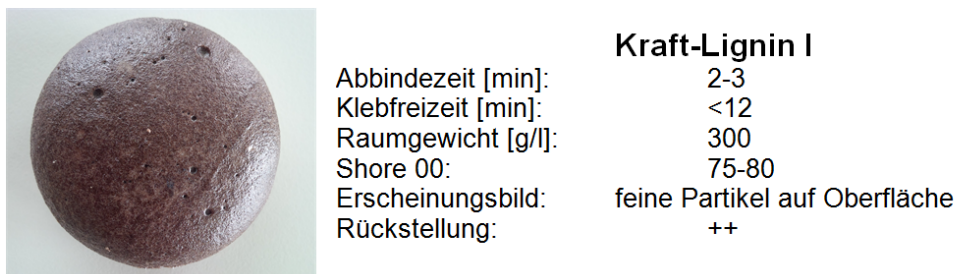 Kraft-Lignin I
Abbindezeit [min]: 2-3
Klebfreizeit [min]: <12
Raumgewicht [g/l]: 300
Shore 00: 75-80
Erscheinungsbild: feine Partikel auf Oberfläche
Rückstellung: ++